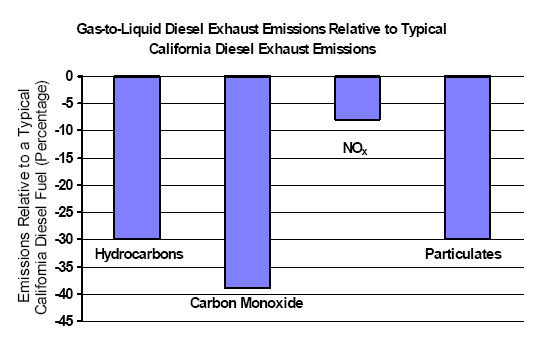 Gas-to-Liquid Diesel Exhaust Emissions Relative to Typical
California Diesel Exhaust Emissions
Emissions Relative to a Typical
California Diesel Fuel (Percentage)
0
-5
-10
-15
-20
-25
-30
-35
-40
-45
Hydrocarbons
Carbon Monoxide
NOx
Particulates